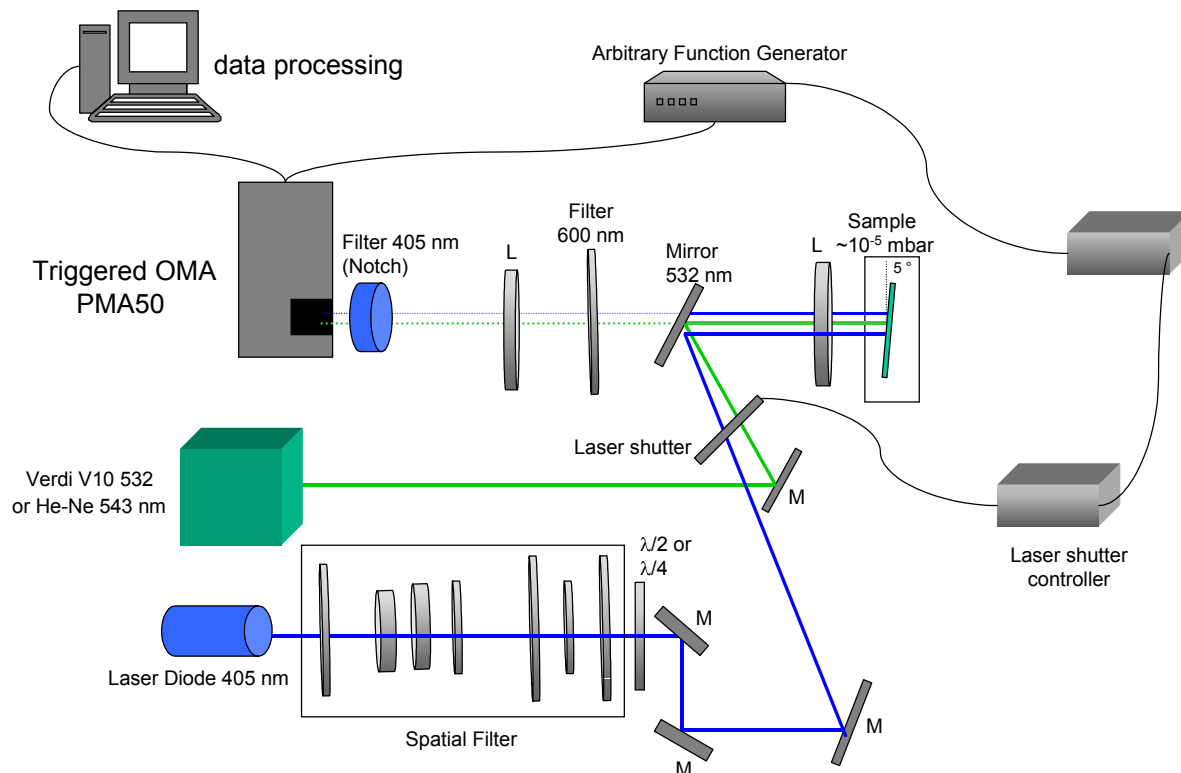 data processing
Arbitrary Function Generator
Triggered OMA
PMA50
Filter 405 nm
(Notch)
L
Filter
600 nm
Mirror
532 nm
L
Sample
~10⁻⁵ mbar
5 °
Laser shutter
M
Verdi V10 532
or He-Ne 543 nm
Laser shutter
controller
λ/2 or
λ/4
M
Laser Diode 405 nm
Spatial Filter
M
M